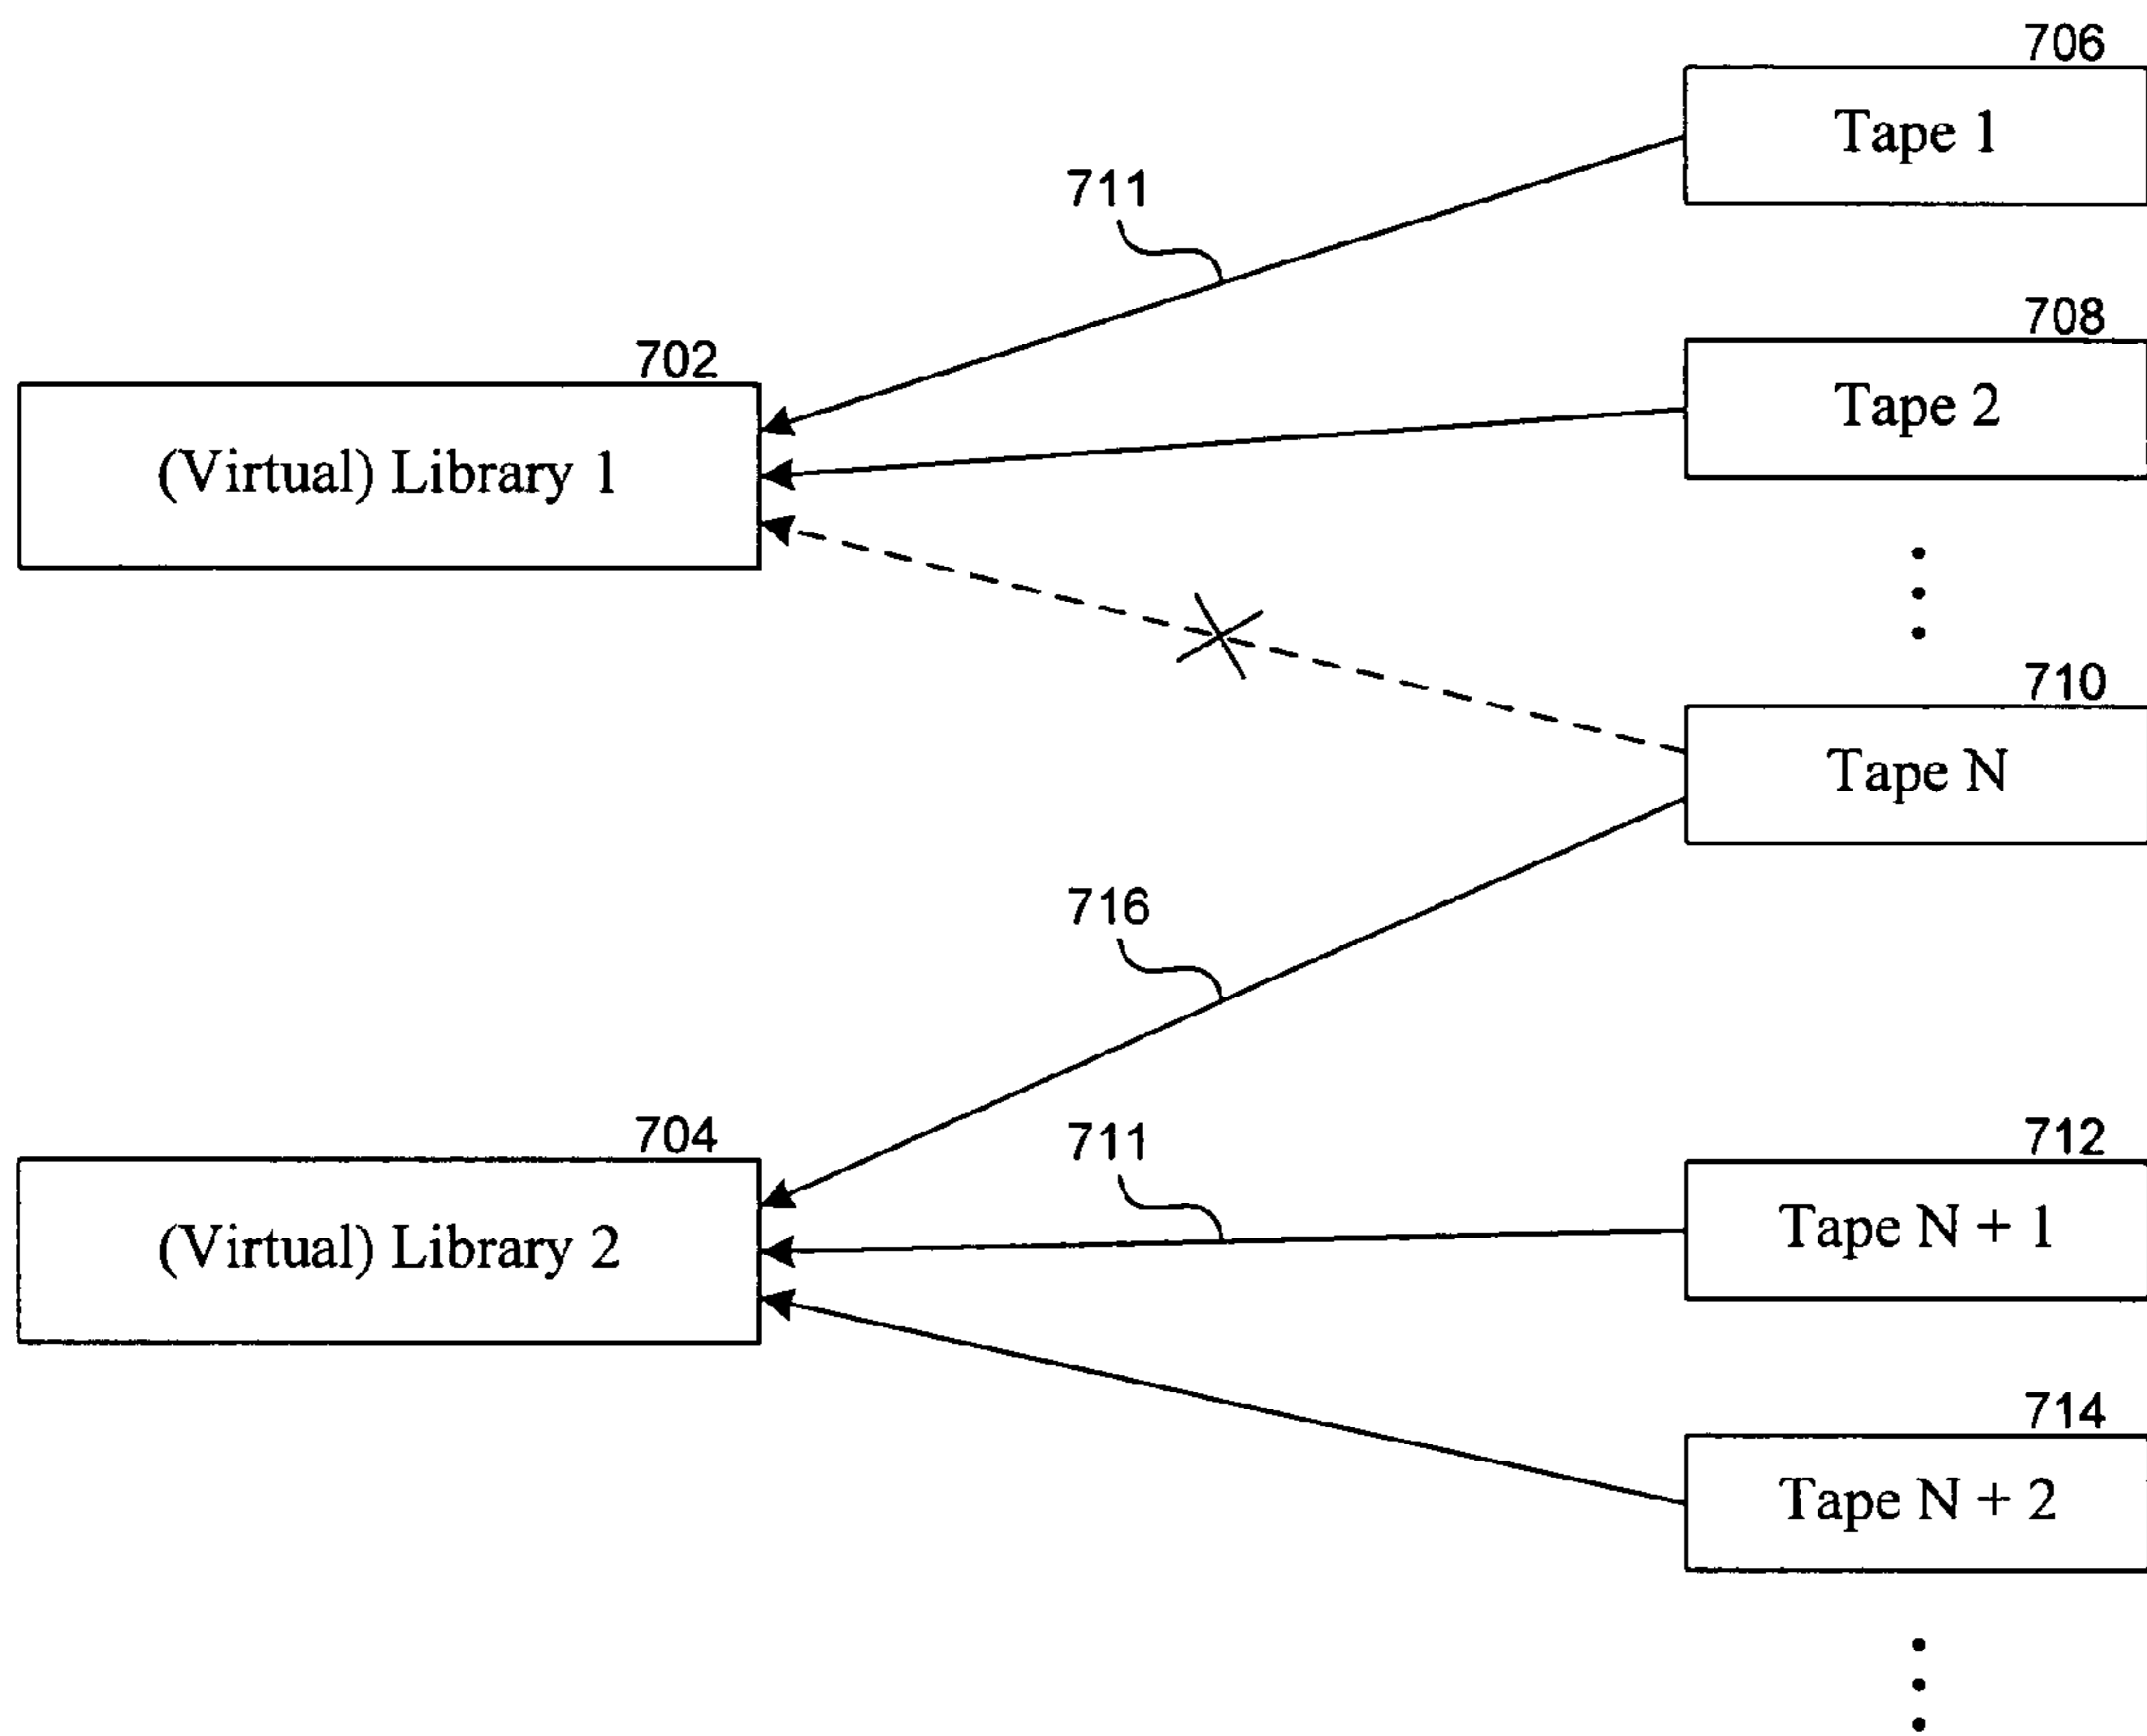 706
Tape 1
711
708
Tape 2
702
(Virtual) Library 1
710
Tape N
716
704
(Virtual) Library 2
711
712
Tape N + 1
714
Tape N + 2